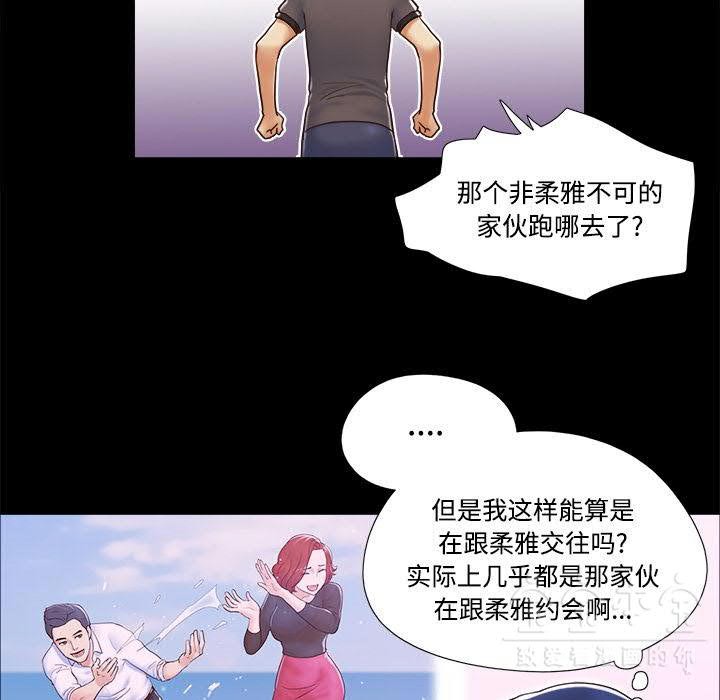 那个非柔雅不可的
家伙跑哪去了?
....
但是我这样能算是
在跟柔雅交往吗?
实际上几乎都是那家伙
在跟柔雅约会啊...